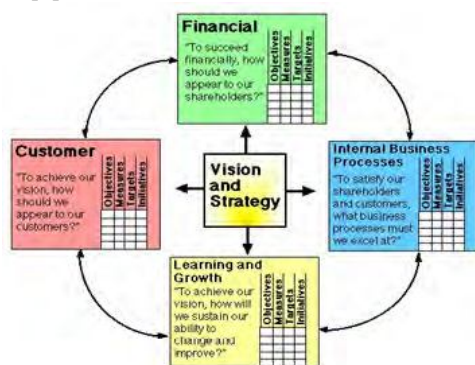 Financial
"To succeed
financially, how
should we
appear to our
shareholders?"
Objectives
Measures
Targets
Initiatives
Customer
"To achieve our
vision, how
should we
appear to our
customers?"
Objectives
Measures
Targets
Initiatives
Vision
and
Strategy
Internal Business
Processes
"To satisfy our
shareholders
and customers,
what business
processes must
we excel at?"
Objectives
Measures
Targets
Initiatives
Learning and
Growth
"To achieve our
vision, how will
we sustain our
ability to
change and
improve?"
Objectives
Measures
Targets
Initiatives